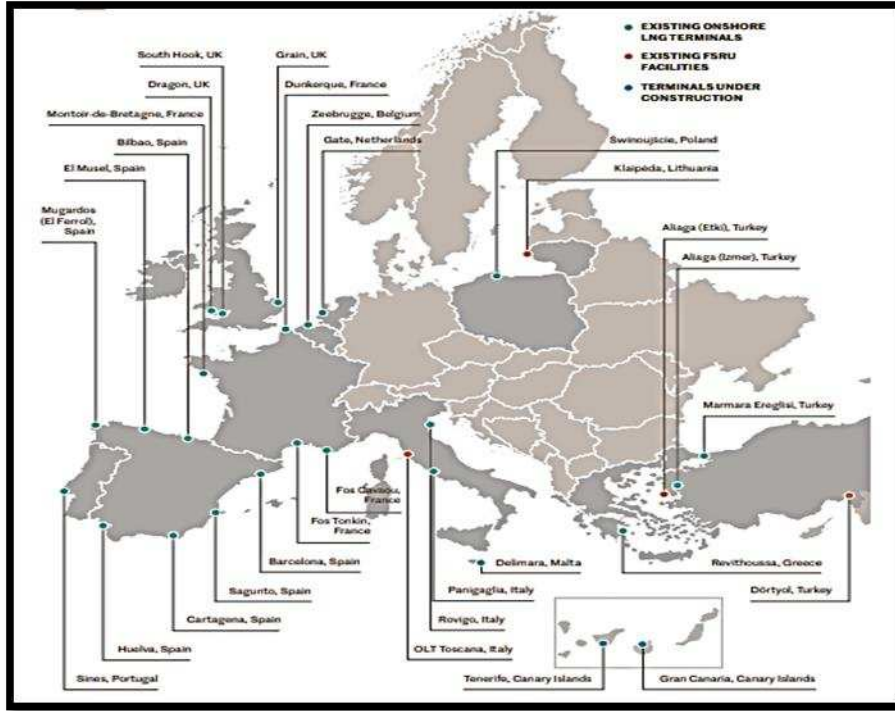 EXISTING ONSHORE
LNG TERMINALS
EXISTING FSRU
FACILITIES
TERMINALS UNDER
CONSTRUCTION
South Hook, UK
Grain, UK
Dragon, UK
Dunkerque, France
Montoir-de-Bretagne, France
Zeebrugge, Belgium
Bilbao, Spain
Gate, Netherlands
Swinoujście, Poland
El Musel, Spain
Klaipėda, Lithuania
Mugardos
(El Ferrol),
Spain
Aliaga (Etki), Turkey
Aliaga (Izmer), Turkey
Marmara Ereglisi, Turkey
Fos Cavaou,
France
Fos Tonkin,
France
Barcelona, Spain
Delimara, Malta
Revithoussa, Greece
Sagunto, Spain
Panigaglia, Italy
Dörtyol, Turkey
Cartagena, Spain
Rovigo, Italy
Huelva, Spain
OLT Toscana, Italy
Sines, Portugal
Tenerife, Canary Islands
Gran Canaria, Canary Islands